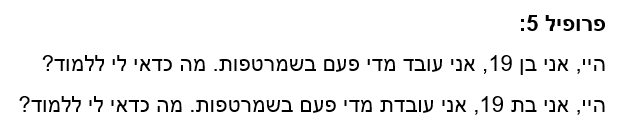 פרופיל 5:
היי, אני בן 19, אני עובד מדי פעם בשמרטפות. מה כדאי לי ללמוד?
היי, אני בת 19, אני עובדת מדי פעם בשמרטפות. מה כדאי לי ללמוד?